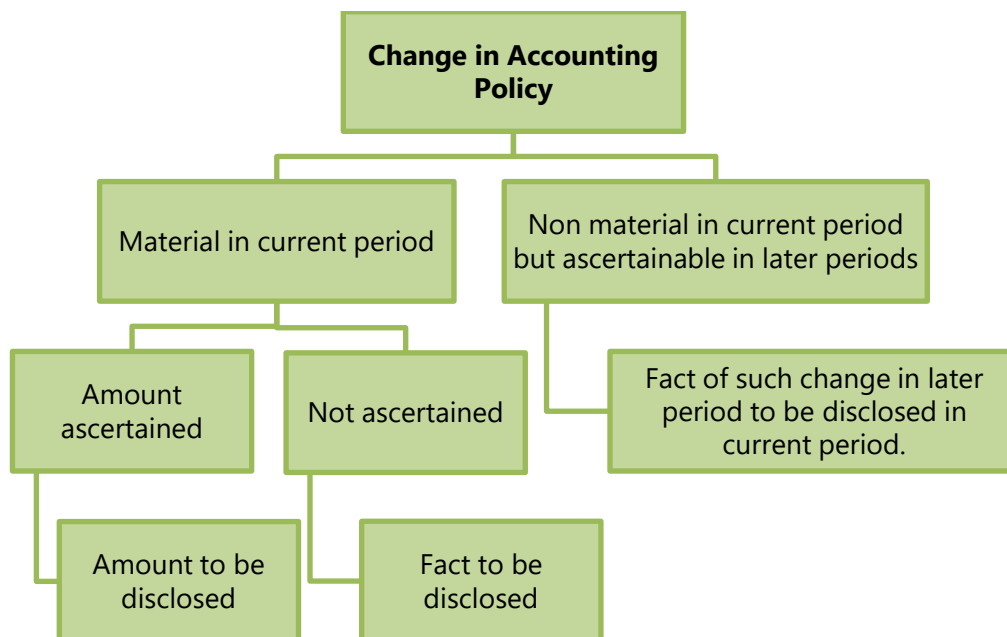 Change in Accounting
Policy
Material in current period
Non material in current period
but ascertainable in later periods
Amount
ascertained
Not ascertained
Fact of such change in later
period to be disclosed in
current period.
Amount to be
disclosed
Fact to be
disclosed